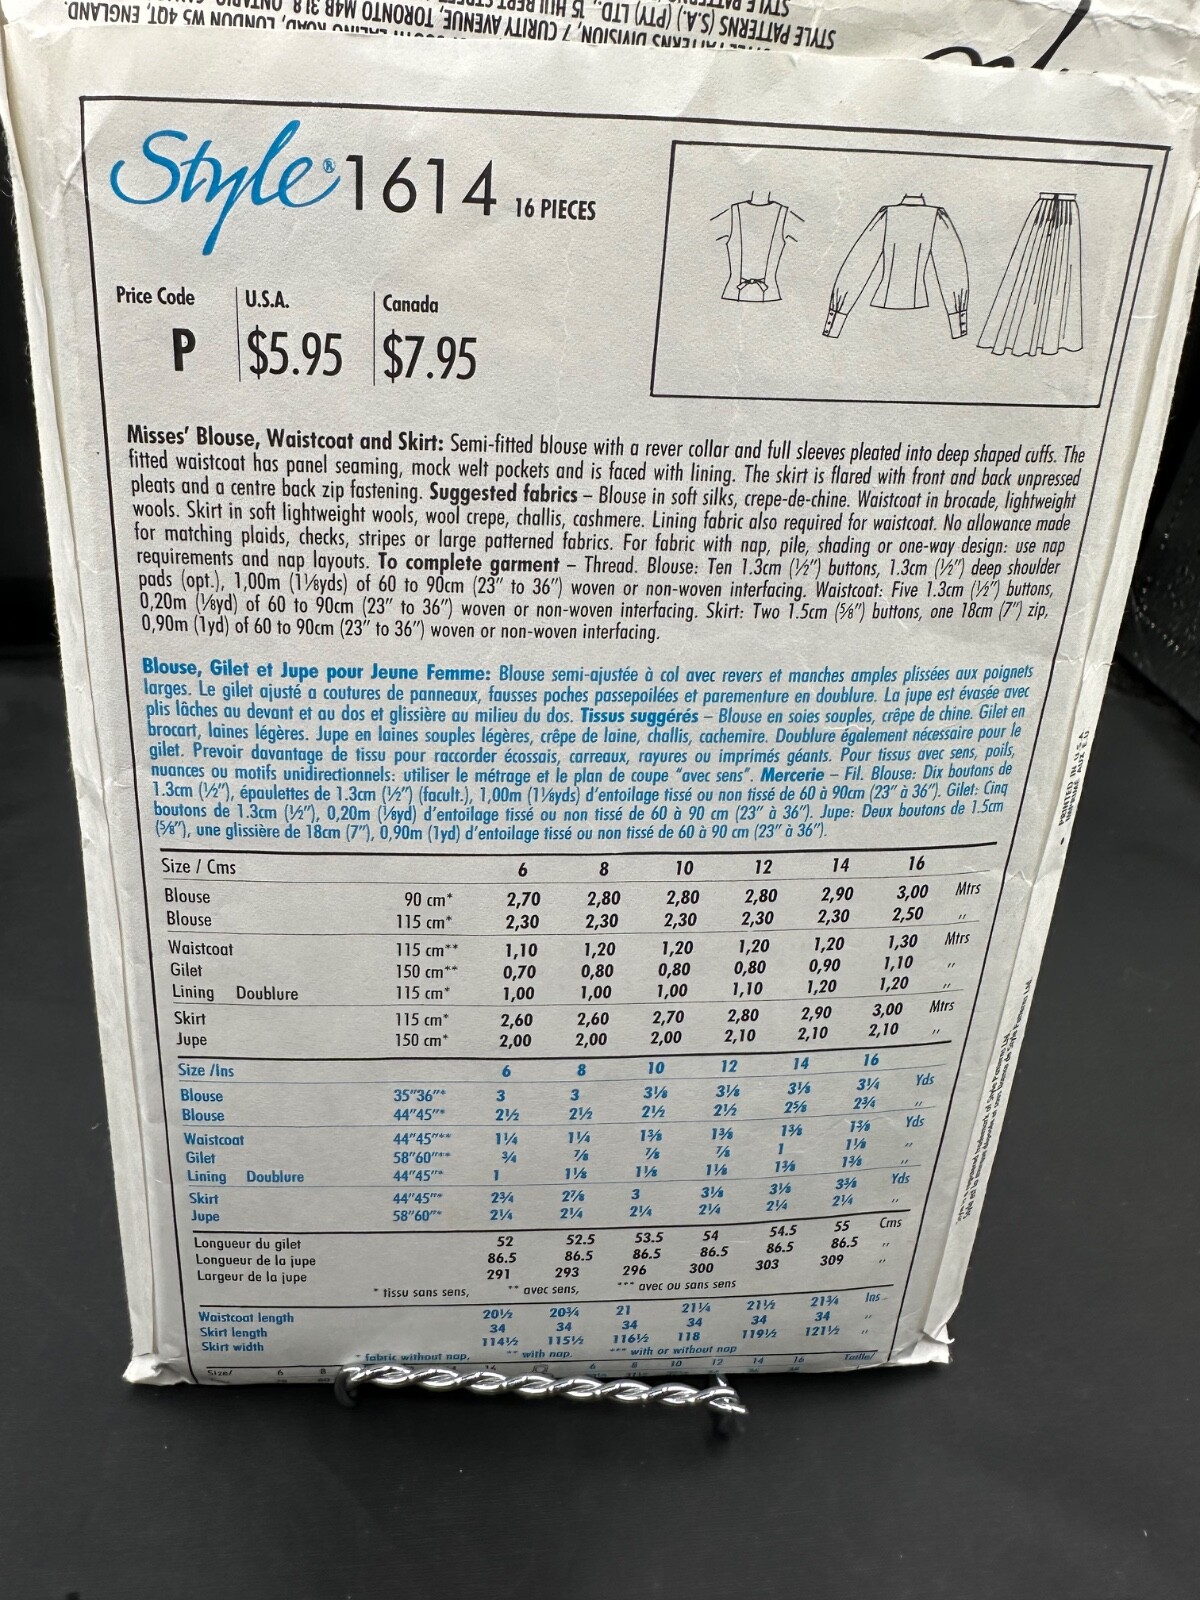 STYLE PATTERNS (S.A.) (PTY) LTD.,
7 CURITY AVENUE, TORONTO M4B 3L8, ONTARIO,
LONDON W5 4QT, ENGLAND.
Style® 1614 16 PIECES
Price Code U.S.A. Canada
P $5.95 $7.95
Misses' Blouse, Waistcoat and Skirt: Semi-fitted blouse with a rever collar and full sleeves pleated into deep shaped cuffs. The
fitted waistcoat has panel seaming, mock welt pockets and is faced with lining. The skirt is flared with front and back unpressed
pleats and a centre back zip fastening. Suggested fabrics – Blouse in soft silks, crepe-de-chine. Waistcoat in brocade, lightweight
wools. Skirt in soft lightweight wools, wool crepe, challis, cashmere. Lining fabric also required for waistcoat. No allowance made
for matching plaids, checks, stripes or large patterned fabrics. For fabric with nap, pile, shading or one-way design: use nap
requirements and nap layouts. To complete garment – Thread. Blouse: Ten 1.3cm (½″) buttons, 1.3cm (½″) deep shoulder
pads (opt.), 1,00m (1⅛yds) of 60 to 90cm (23″ to 36″) woven or non-woven interfacing. Waistcoat: Five 1.3cm (½″) buttons,
0,20m (⅛yd) of 60 to 90cm (23″ to 36″) woven or non-woven interfacing. Skirt: Two 1.5cm (⅝″) buttons, one 18cm (7″) zip,
0,90m (1yd) of 60 to 90cm (23″ to 36″) woven or non-woven interfacing.
Blouse, Gilet et Jupe pour Jeune Femme: Blouse semi-ajustée à col avec revers et manches amples plissées aux poignets
larges. Le gilet ajusté a coutures de panneaux, fausses poches passepoilées et parementure en doublure. La jupe est évasée avec
plis lâches au devant et au dos et glissière au milieu du dos. Tissus suggérés – Blouse en soies souples, crêpe de chine. Gilet en
brocart, laines légères. Jupe en laines souples légères, crêpe de laine, challis, cachemire. Doublure également nécessaire pour le
gilet. Prevoir davantage de tissu pour raccorder écossais, carreaux, rayures ou imprimés géants. Pour tissus avec sens, poils,
nuances ou motifs unidirectionnels: utiliser le métrage et le plan de coupe "avec sens". Mercerie – Fil. Blouse: Dix boutons de
1.3cm (½″), épaulettes de 1.3cm (½″) (facult.), 1,00m (1⅛yds) d'entoilage tissé ou non tissé de 60 à 90cm (23″ à 36″). Gilet: Cinq
boutons de 1.3cm (½″), 0,20m (⅛yd) d'entoilage tissé ou non tissé de 60 à 90 cm (23″ à 36″). Jupe: Deux boutons de 1.5cm
(⅝″), une glissière de 18cm (7″), 0,90m (1yd) d'entoilage tissé ou non tissé de 60 à 90 cm (23″ à 36″).
Size / Cms 6 8 10 12 14 16
Blouse 90 cm* 2,70 2,80 2,80 2,80 2,90 3,00 Mtrs
Blouse 115 cm* 2,30 2,30 2,30 2,30 2,30 2,50 ,,
Waistcoat 115 cm** 1,10 1,20 1,20 1,20 1,20 1,30 Mtrs
Gilet 150 cm** 0,70 0,80 0,80 0,80 0,90 1,10 ,,
Lining Doublure 115 cm* 1,00 1,00 1,00 1,10 1,20 1,20 ,,
Skirt 115 cm* 2,60 2,60 2,70 2,80 2,90 3,00 Mtrs
Jupe 150 cm* 2,00 2,00 2,00 2,10 2,10 2,10 ,,
Size /Ins 6 8 10 12 14 16
Blouse 35″36″* 3 3 3⅛ 3⅛ 3⅛ 3¼ Yds
Blouse 44″45″* 2½ 2½ 2½ 2½ 2⅝ 2¾ ,,
Waistcoat 44″45″** 1¼ 1¼ 1⅜ 1⅜ 1⅜ 1⅜ Yds
Gilet 58″60″** ¾ ⅞ ⅞ ⅞ 1 1⅛ ,,
Lining Doublure 44″45″* 1 1⅛ 1⅛ 1⅛ 1⅜ 1⅜ ,,
Skirt 44″45″* 2¾ 2⅞ 3 3⅛ 3⅛ 3⅜ Yds
Jupe 58″60″* 2¼ 2¼ 2¼ 2¼ 2¼ 2¼ ,,
Longueur du gilet 52 52.5 53.5 54 54.5 55 Cms
Longueur de la jupe 86.5 86.5 86.5 86.5 86.5 86.5 ,,
Largeur de la jupe 291 293 296 300 303 309 ,,
* tissu sans sens, ** avec sens, *** avec ou sans sens
Waistcoat length 20½ 20¾ 21 21¼ 21½ 21¾ Ins
Skirt length 34 34 34 34 34 34 ,,
Skirt width 114½ 115½ 116½ 118 119½ 121½ ,,
* fabric without nap, ** with nap, *** with or without nap
Size/ 6 8 6 8 10 12 14 16 Taille/
PRINTED IN U.S.A.